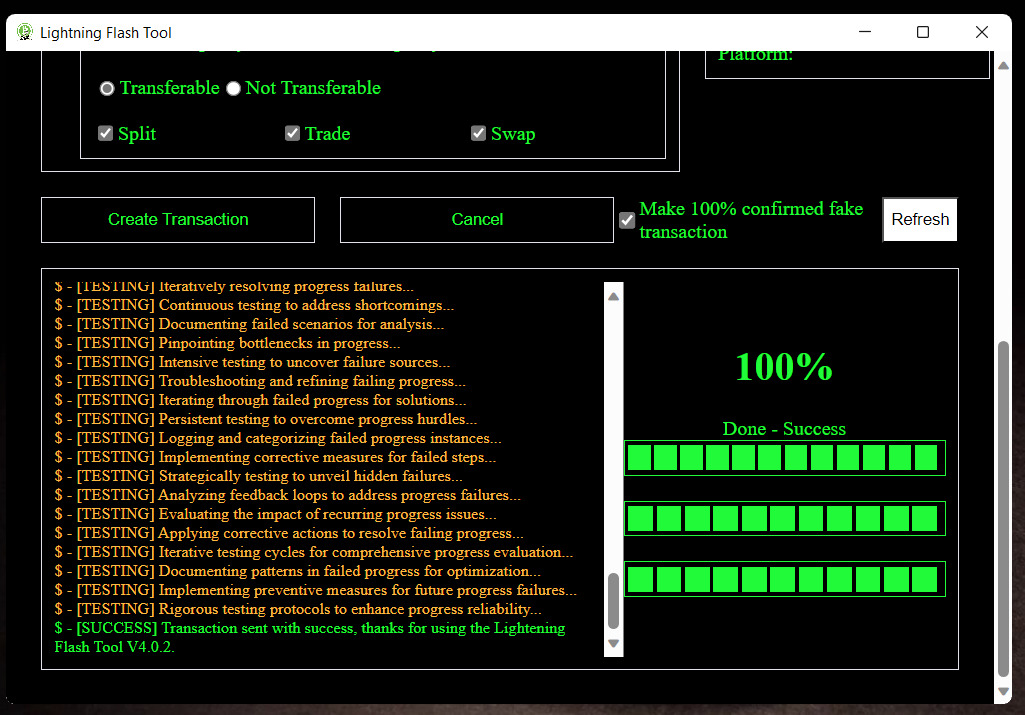 Lightning Flash Tool
Platform:
Transferable Not Transferable
Split Trade Swap
Create Transaction
Cancel
Make 100% confirmed fake
transaction
Refresh
$ - [TESTING] Iteratively resolving progress failures...
$ - [TESTING] Continuous testing to address shortcomings...
$ - [TESTING] Documenting failed scenarios for analysis...
$ - [TESTING] Pinpointing bottlenecks in progress...
$ - [TESTING] Intensive testing to uncover failure sources...
$ - [TESTING] Troubleshooting and refining failing progress...
$ - [TESTING] Iterating through failed progress for solutions...
$ - [TESTING] Persistent testing to overcome progress hurdles...
$ - [TESTING] Logging and categorizing failed progress instances...
$ - [TESTING] Implementing corrective measures for failed steps...
$ - [TESTING] Strategically testing to unveil hidden failures...
$ - [TESTING] Analyzing feedback loops to address progress failures...
$ - [TESTING] Evaluating the impact of recurring progress issues...
$ - [TESTING] Applying corrective actions to resolve failing progress...
$ - [TESTING] Iterative testing cycles for comprehensive progress evaluation...
$ - [TESTING] Documenting patterns in failed progress for optimization...
$ - [TESTING] Implementing preventive measures for future progress failures...
$ - [TESTING] Rigorous testing protocols to enhance progress reliability...
$ - [SUCCESS] Transaction sent with success, thanks for using the Lightening
Flash Tool V4.0.2.
100%
Done - Success